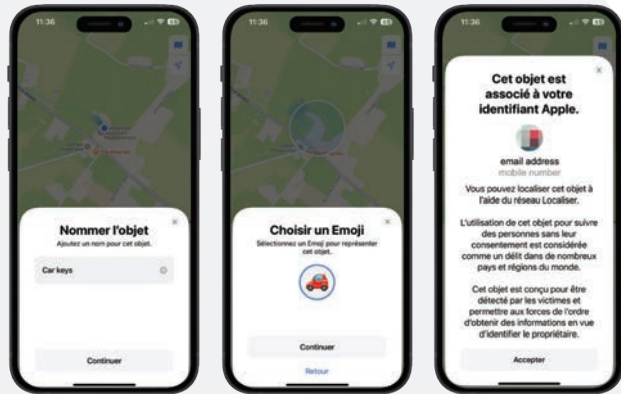 11:36
Nommer l'objet
Ajoutez un nom pour cet objet.
Car keys
Continuer
11:36
Choisir un Emoji
Sélectionnez un Emoji pour représenter
cet objet.
Continuer
Retour
11:36
Cet objet est
associé à votre
identifiant Apple.
email address
mobile number
Vous pouvez localiser cet objet à
l'aide du réseau Localiser.
L'utilisation de cet objet pour suivre
des personnes sans leur
consentement est considérée
comme un délit dans de nombreux
pays et régions du monde.
Cet objet est conçu pour être
détecté par les victimes et
permettre aux forces de l'ordre
d'obtenir des informations en vue
d'identifier le propriétaire.
Accepter